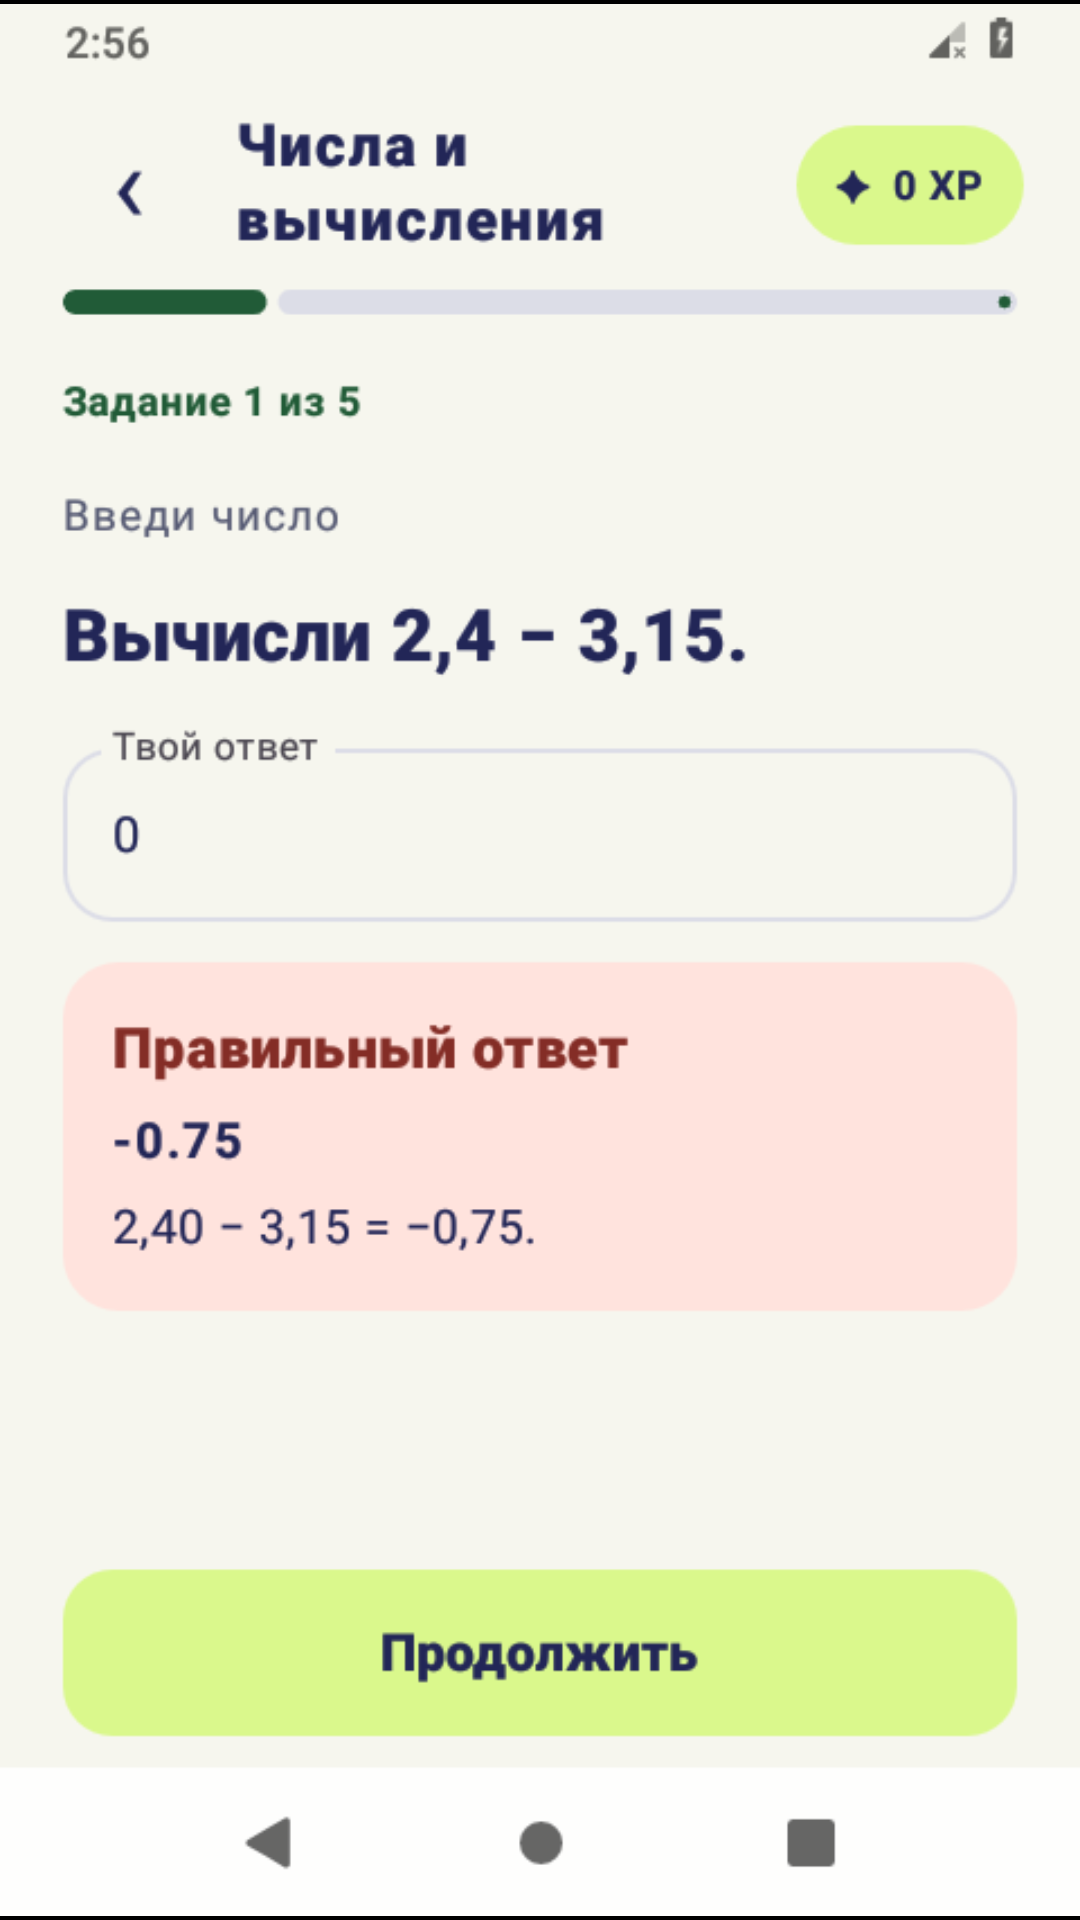 2:56
Числа и
вычисления
0 XP
Задание 1 из 5
Введи число
Вычисли 2,4 − 3,15.
Твой ответ
0
Правильный ответ
-0.75
2,40 − 3,15 = −0,75.
Продолжить